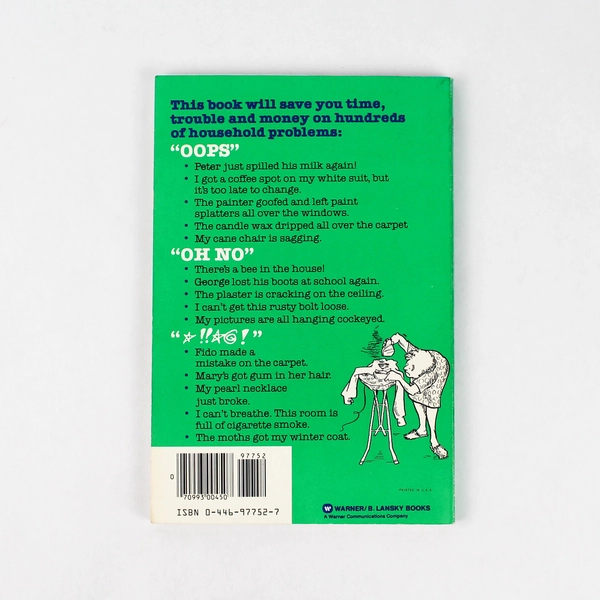 This book will save you time,
trouble and money on hundreds
of household problems:
“OOPS”
• Peter just spilled his milk again!
• I got a coffee spot on my white suit, but
it's too late to change.
• The painter goofed and left paint
splatters all over the windows.
• The candle wax dripped all over the carpet
• My cane chair is sagging.
“OH NO”
• There's a bee in the house!
• George lost his boots at school again.
• The plaster is cracking on the ceiling.
• I can't get this rusty bolt loose.
• My pictures are all hanging cockeyed.
“*!!*@!”
• Fido made a
mistake on the carpet.
• Mary's got gum in her hair.
• My pearl necklace
just broke.
• I can't breathe. This room is
full of cigarette smoke.
• The moths got my winter coat.
97752
0
70993 00450
ISBN 0-446-97752-7
PRINTED IN U.S.A.
W WARNER/B. LANSKY BOOKS
A Warner Communications Company